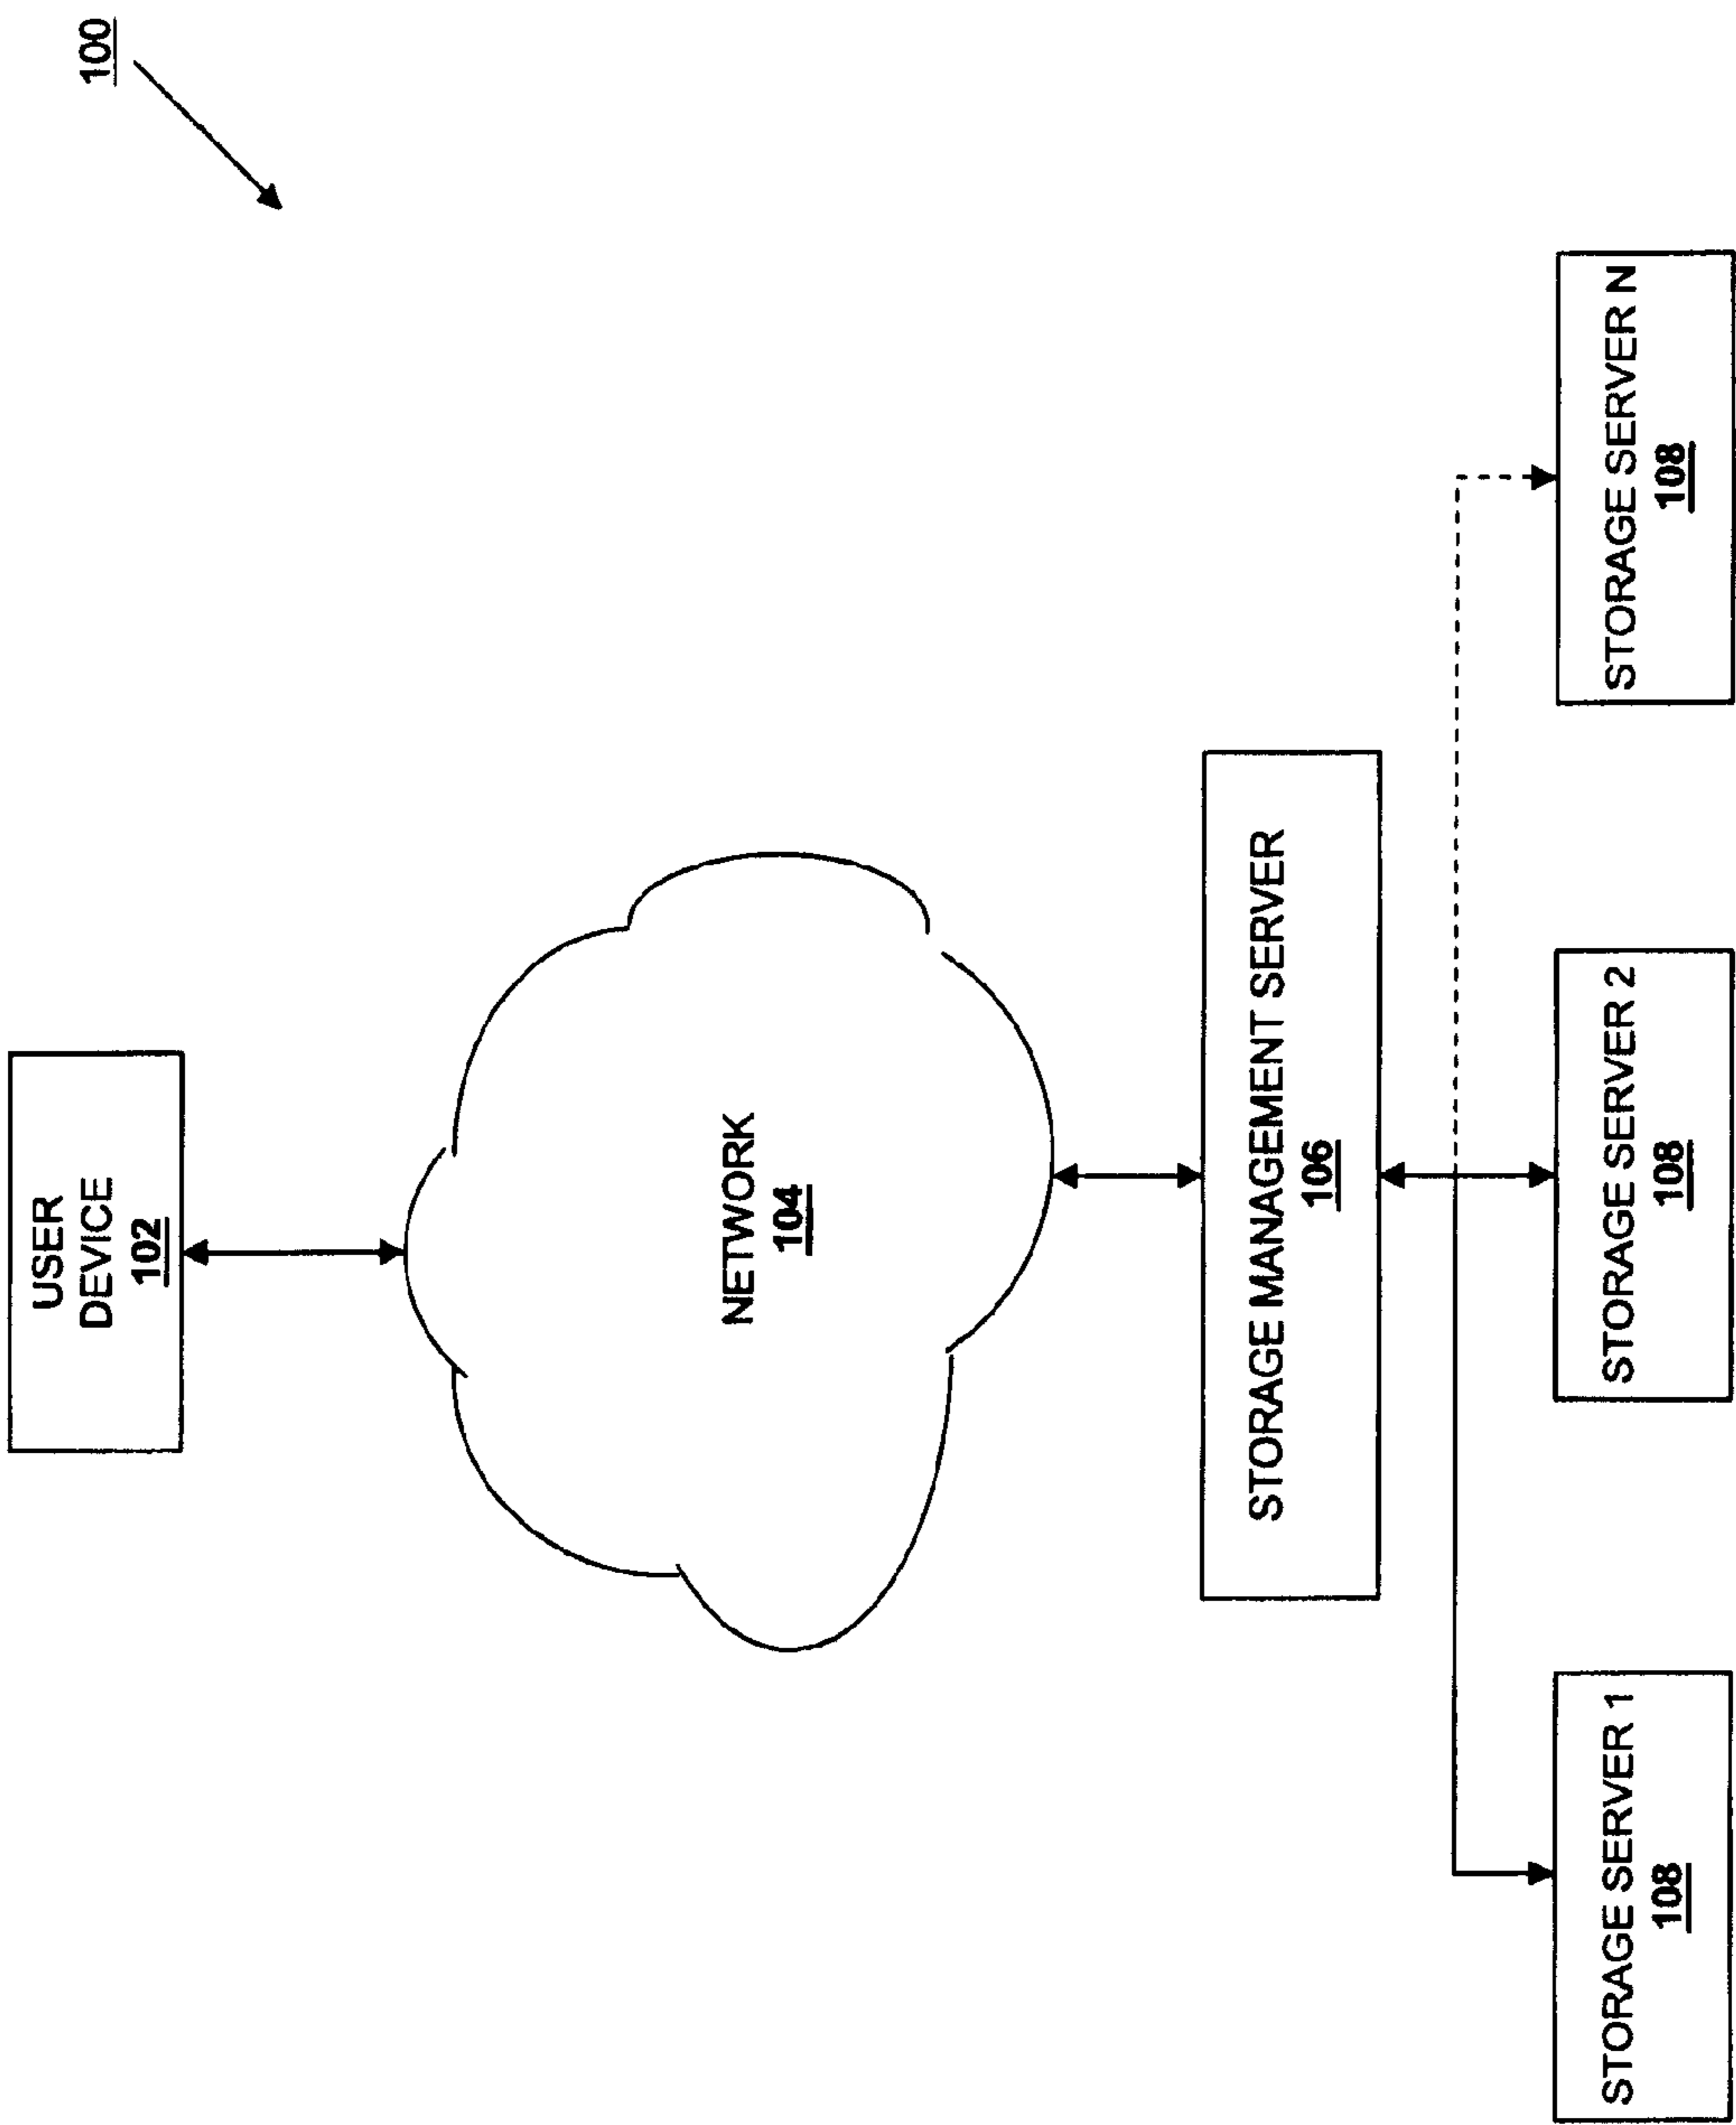 100
USER
DEVICE
102
NETWORK
104
STORAGE MANAGEMENT SERVER
106
STORAGE SERVER 1
108
STORAGE SERVER 2
108
STORAGE SERVER N
108